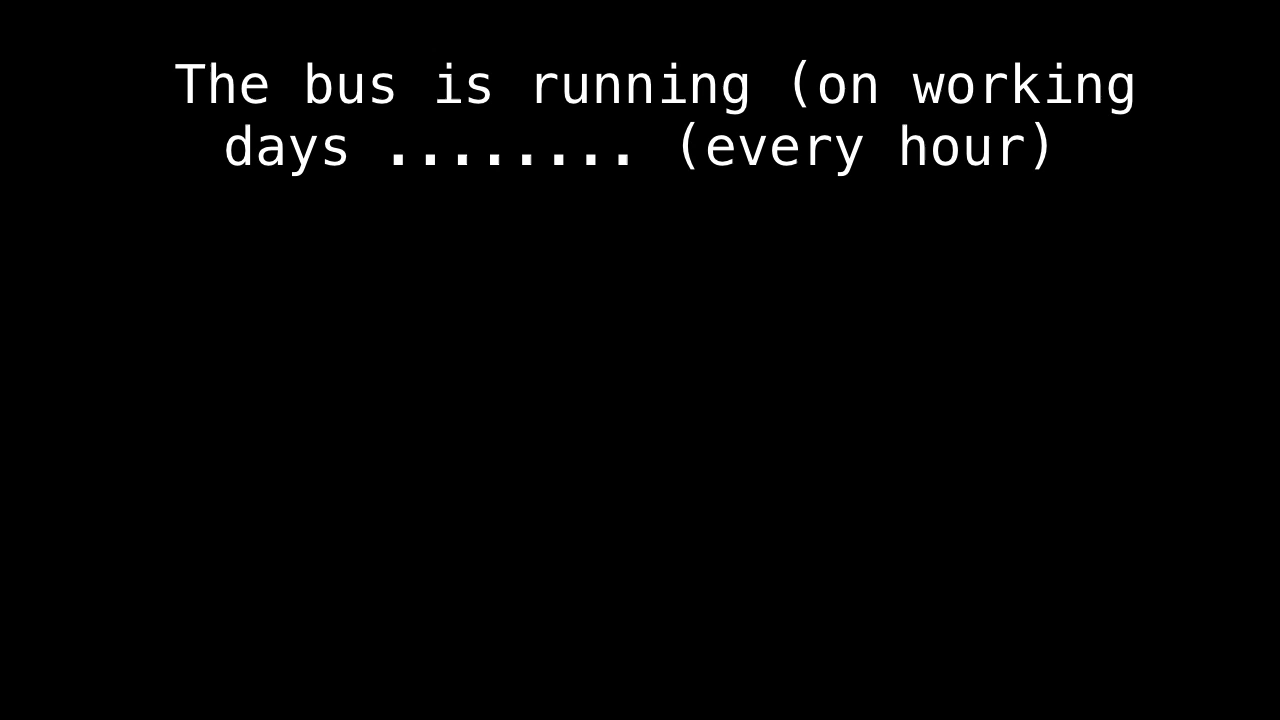 The bus is running (on working
days ........ (every hour)